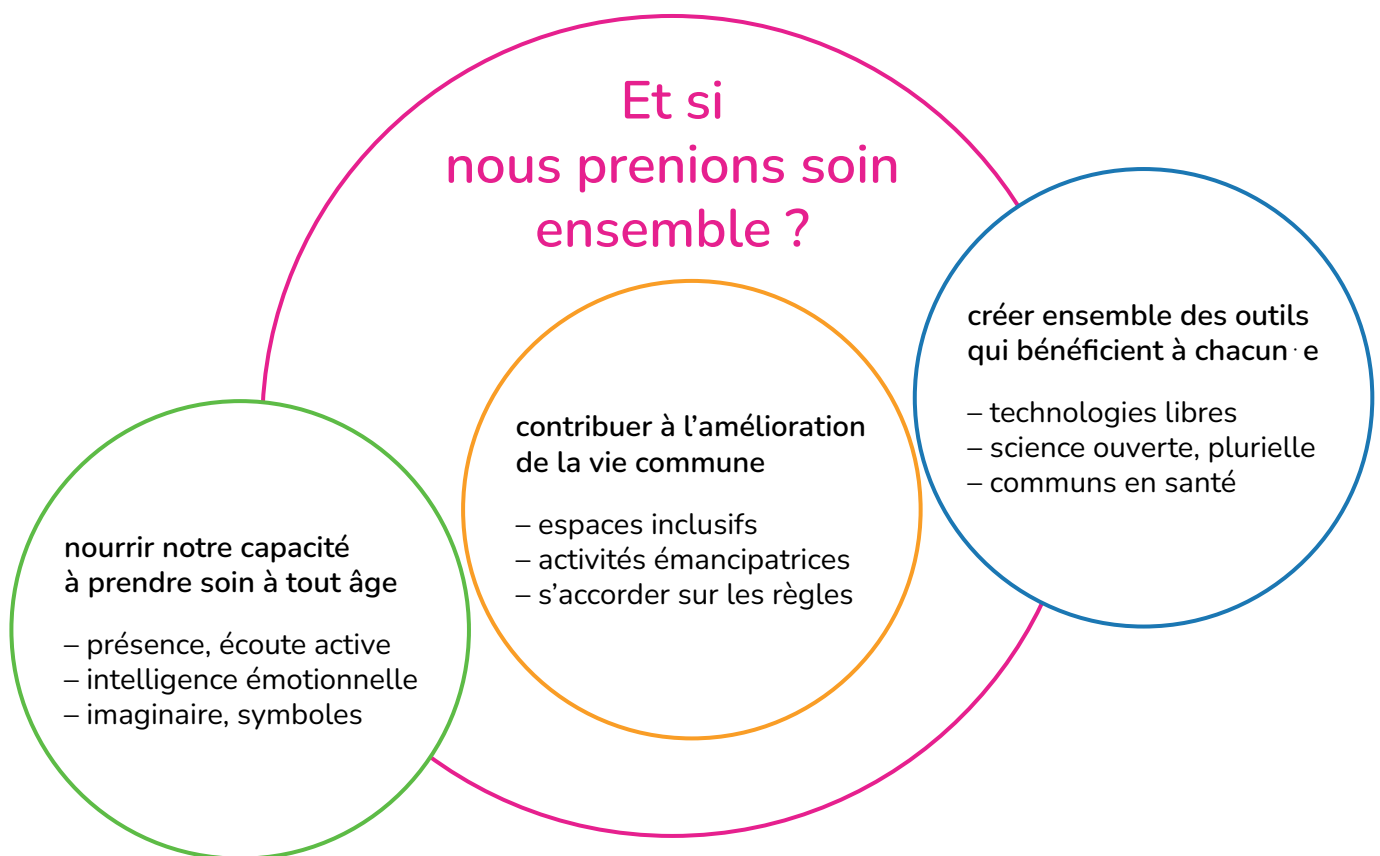 Et si
nous prenions soin
ensemble ?
nourrir notre capacité
à prendre soin à tout âge
– présence, écoute active
– intelligence émotionnelle
– imaginaire, symboles
contribuer à l’amélioration
de la vie commune
– espaces inclusifs
– activités émancipatrices
– s’accorder sur les règles
créer ensemble des outils
qui bénéficient à chacun·e
– technologies libres
– science ouverte, plurielle
– communs en santé